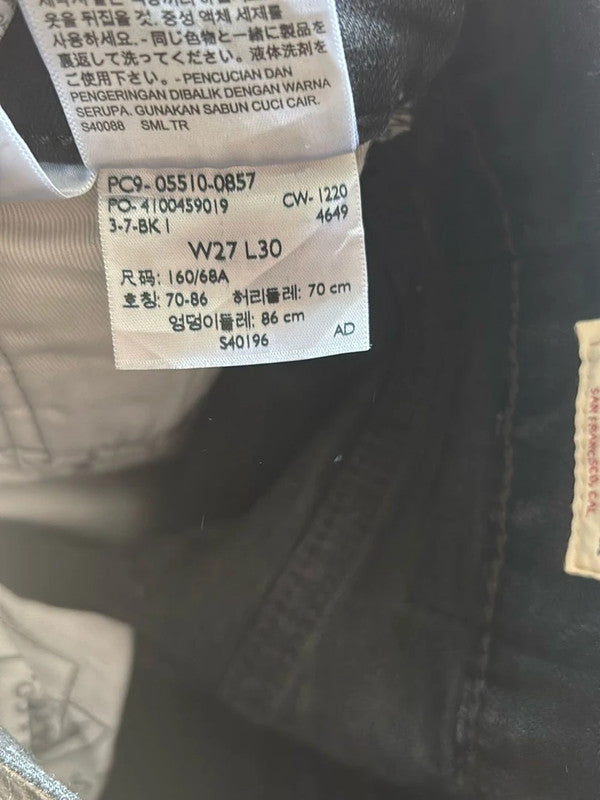 옷을 뒤집을 것. 중성 액체 세제를
사용하세요. - 同じ色物と一緒に製品を
裏返して洗ってください。液体洗剤を
ご使用下さい。- PENCUCIAN DAN
PENGERINGAN DIBALIK DENGAN WARNA
SERUPA. GUNAKAN SABUN CUCI CAIR.
S40088 SML TR
PC9- 05510-0857
PO- 4100459019 CW- 1220
3-7-BK 1 4649
W27 L30
尺码: 160/68A
호칭: 70-86 허리둘레: 70 cm
엉덩이둘레: 86 cm
S40196 AD
SAN FRANCISCO, CAL